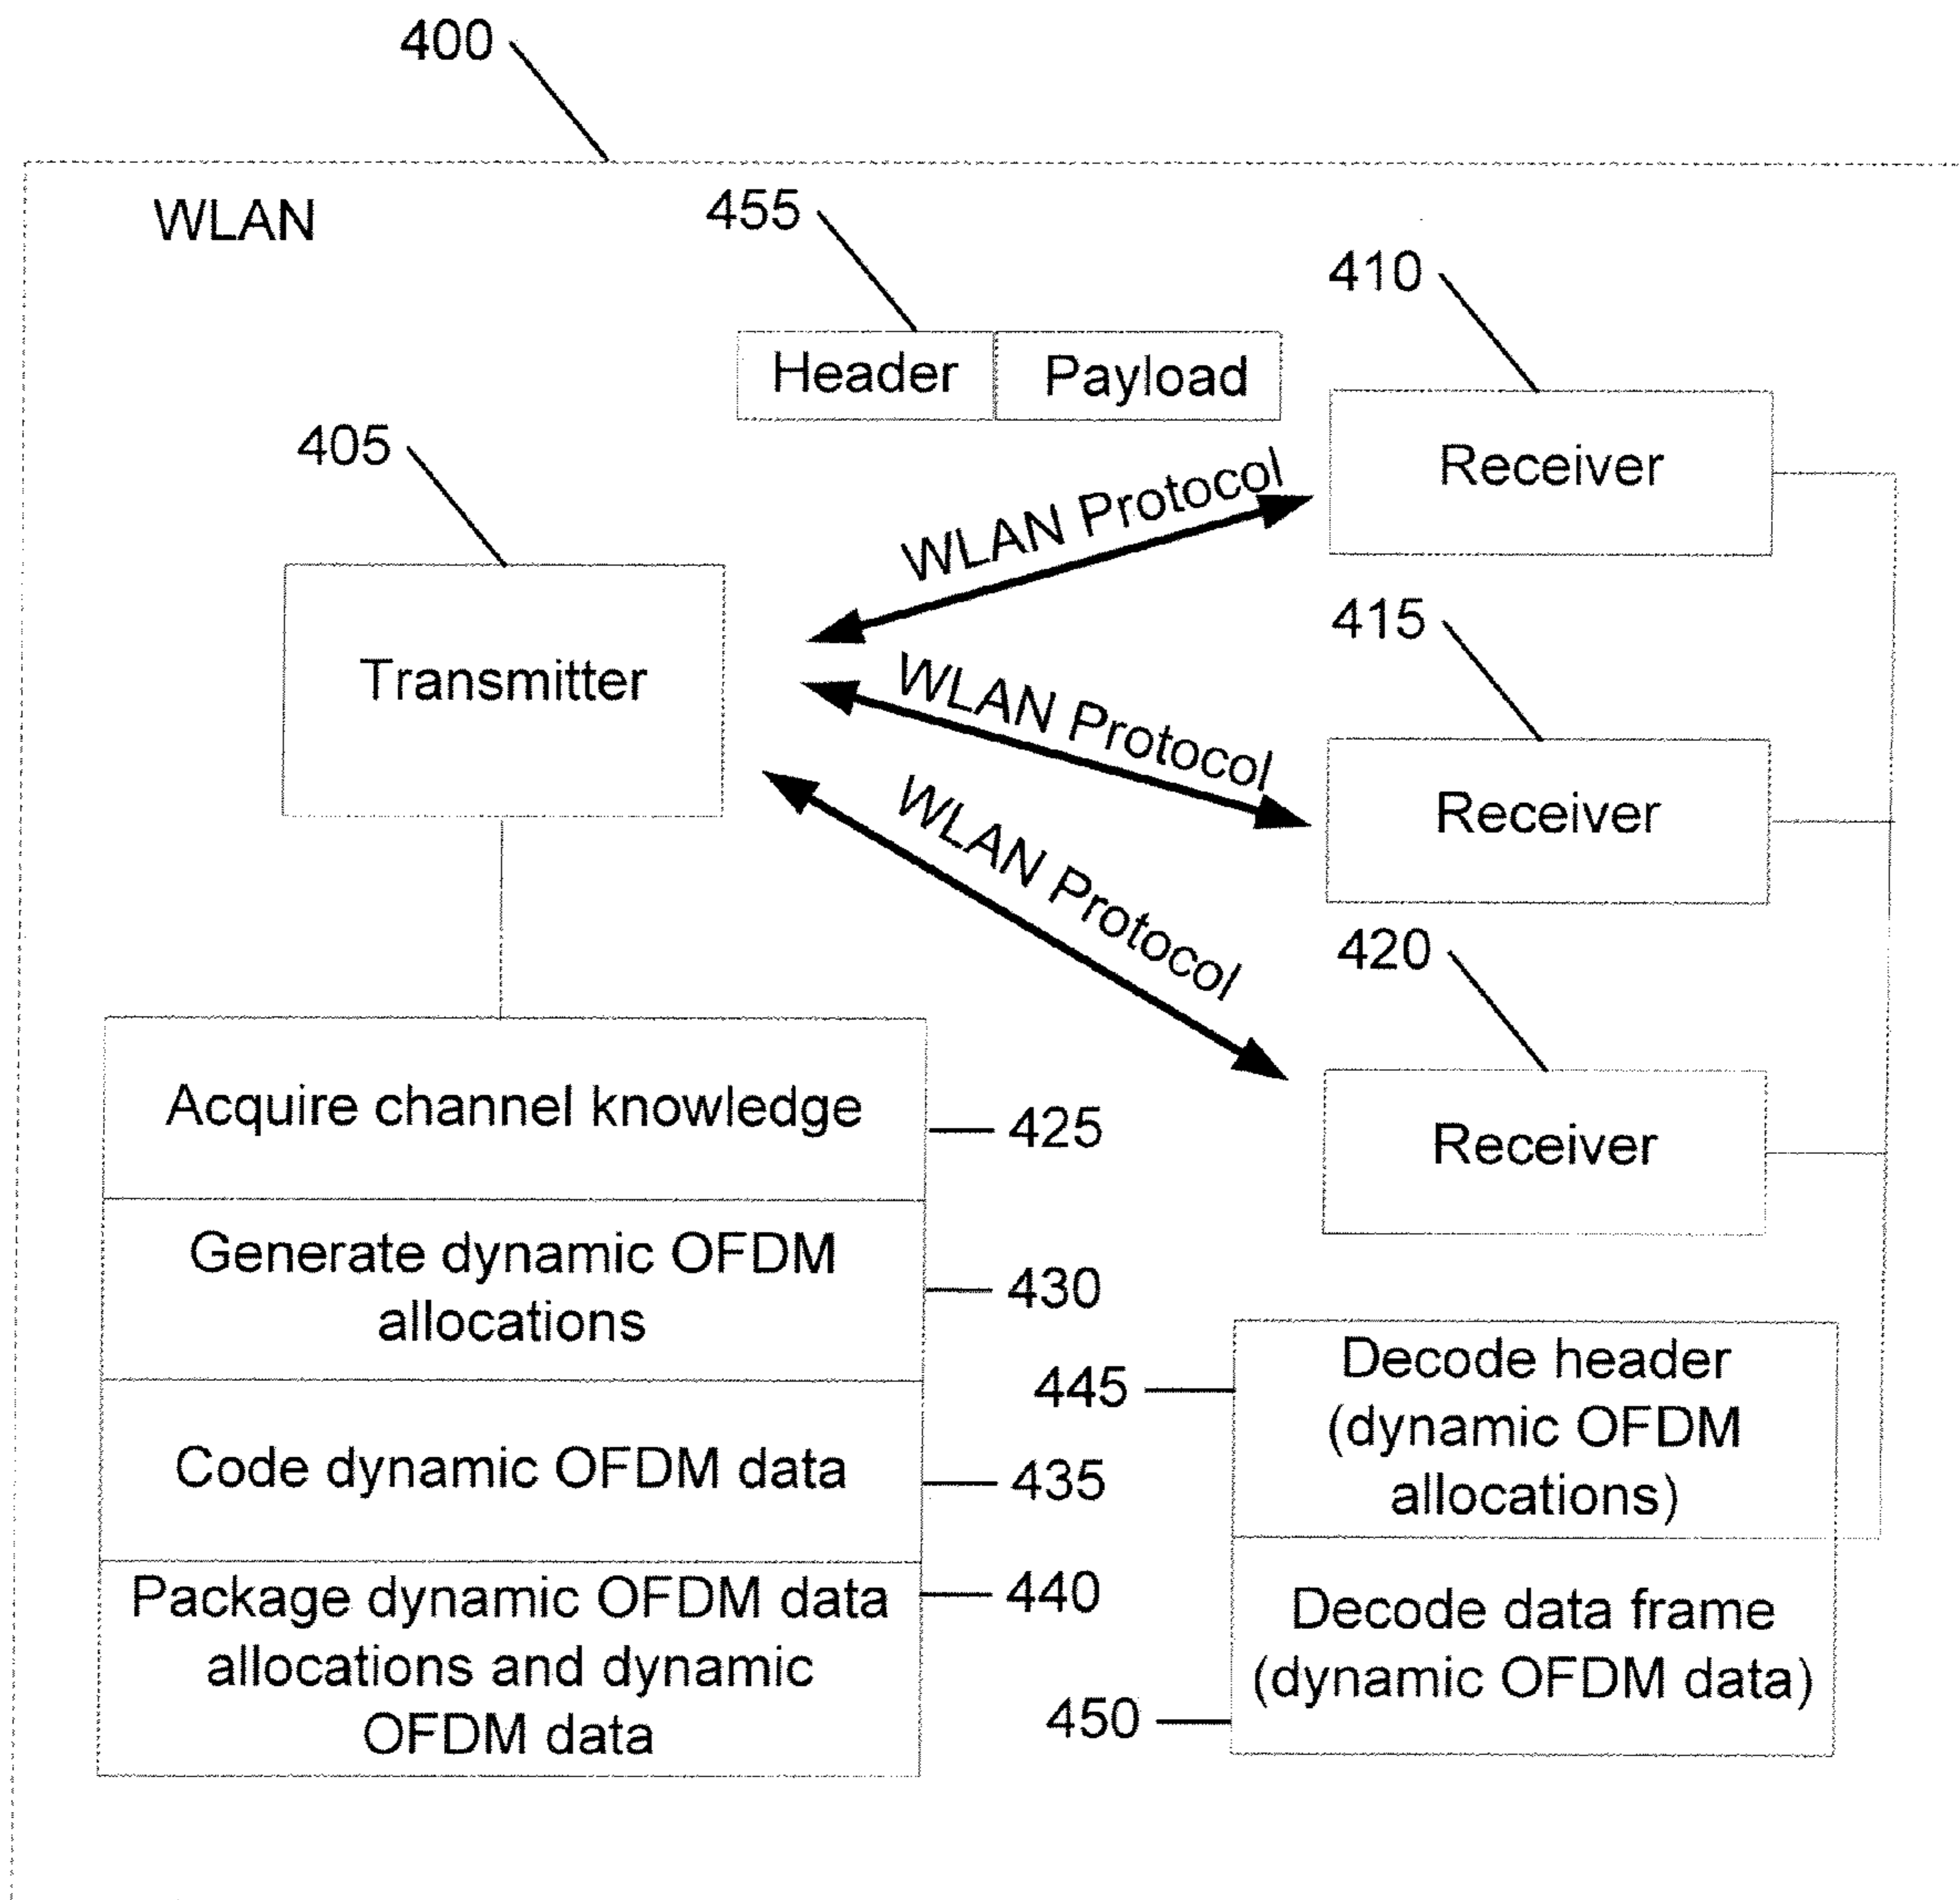 400
WLAN
455
410
Header
Payload
405
Receiver
WLAN Protocol
415
Transmitter
WLAN Protocol
Receiver
WLAN Protocol
420
Acquire channel knowledge
425
Receiver
Generate dynamic OFDM
allocations
430
445
Decode header
(dynamic OFDM
allocations)
Code dynamic OFDM data
435
Package dynamic OFDM data
allocations and dynamic
OFDM data
440
Decode data frame
(dynamic OFDM data)
450